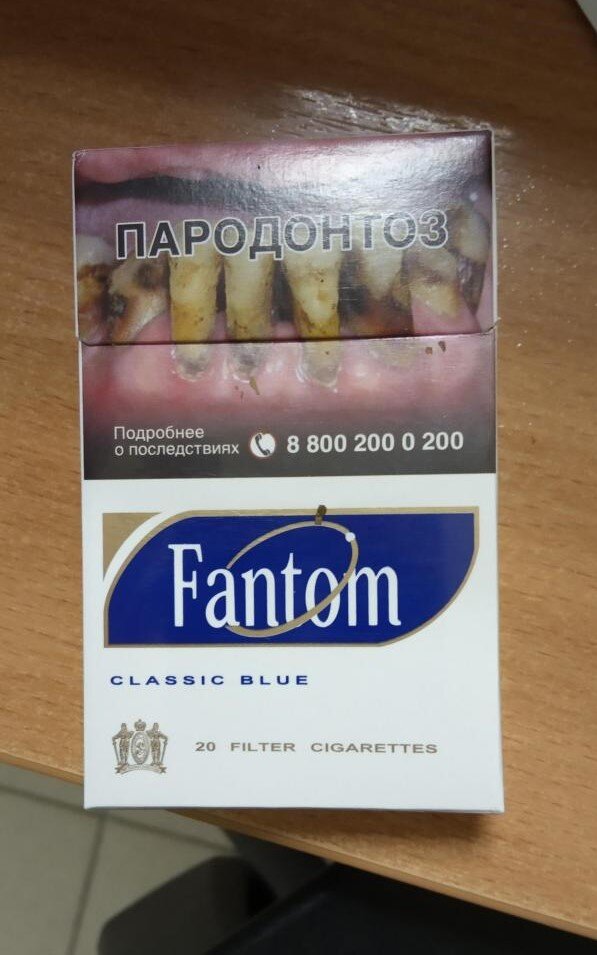 ПАРОДОНТОЗ
Подробнее
о последствиях 8 800 200 0 200
Fantom
CLASSIC BLUE
20 FILTER CIGARETTES